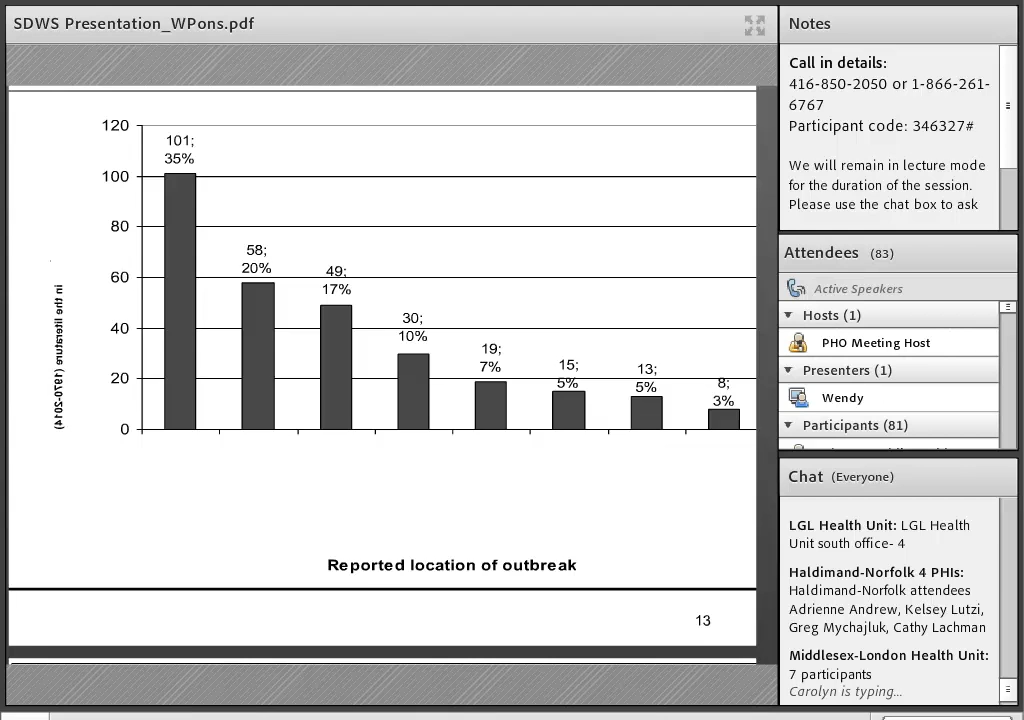 SDWS Presentation_WPons.pdf
120
100
80
60
40
20
0
101;
35%
58;
20%
49;
17%
30;
10%
19;
7%
15;
5%
13;
5%
8;
3%
in the literature (1970-2014)
Reported location of outbreak
13
Notes
Call in details:
416-850-2050 or 1-866-261-
6767
Participant code: 346327#
We will remain in lecture mode
for the duration of the session.
Please use the chat box to ask
Attendees (83)
Active Speakers
Hosts (1)
PHO Meeting Host
Presenters (1)
Wendy
Participants (81)
Chat (Everyone)
LGL Health Unit: LGL Health
Unit south office- 4
Haldimand-Norfolk 4 PHIs:
Haldimand-Norfolk attendees
Adrienne Andrew, Kelsey Lutzi,
Greg Mychajluk, Cathy Lachman
Middlesex-London Health Unit:
7 participants
Carolyn is typing...